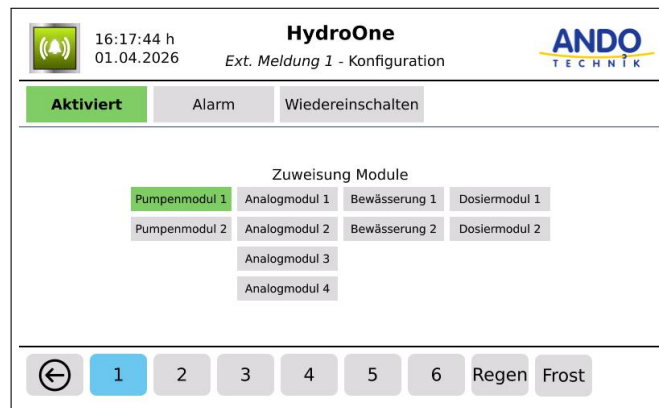 16:17:44 h
01.04.2026
HydroOne
Ext. Meldung 1 - Konfiguration
ANDO
TECHNIK
Aktiviert Alarm Wiedereinschalten
Zuweisung Module
Pumpenmodul 1 Analogmodul 1 Bewässerung 1 Dosiermodul 1
Pumpenmodul 2 Analogmodul 2 Bewässerung 2 Dosiermodul 2
Analogmodul 3
Analogmodul 4
1 2 3 4 5 6 Regen Frost